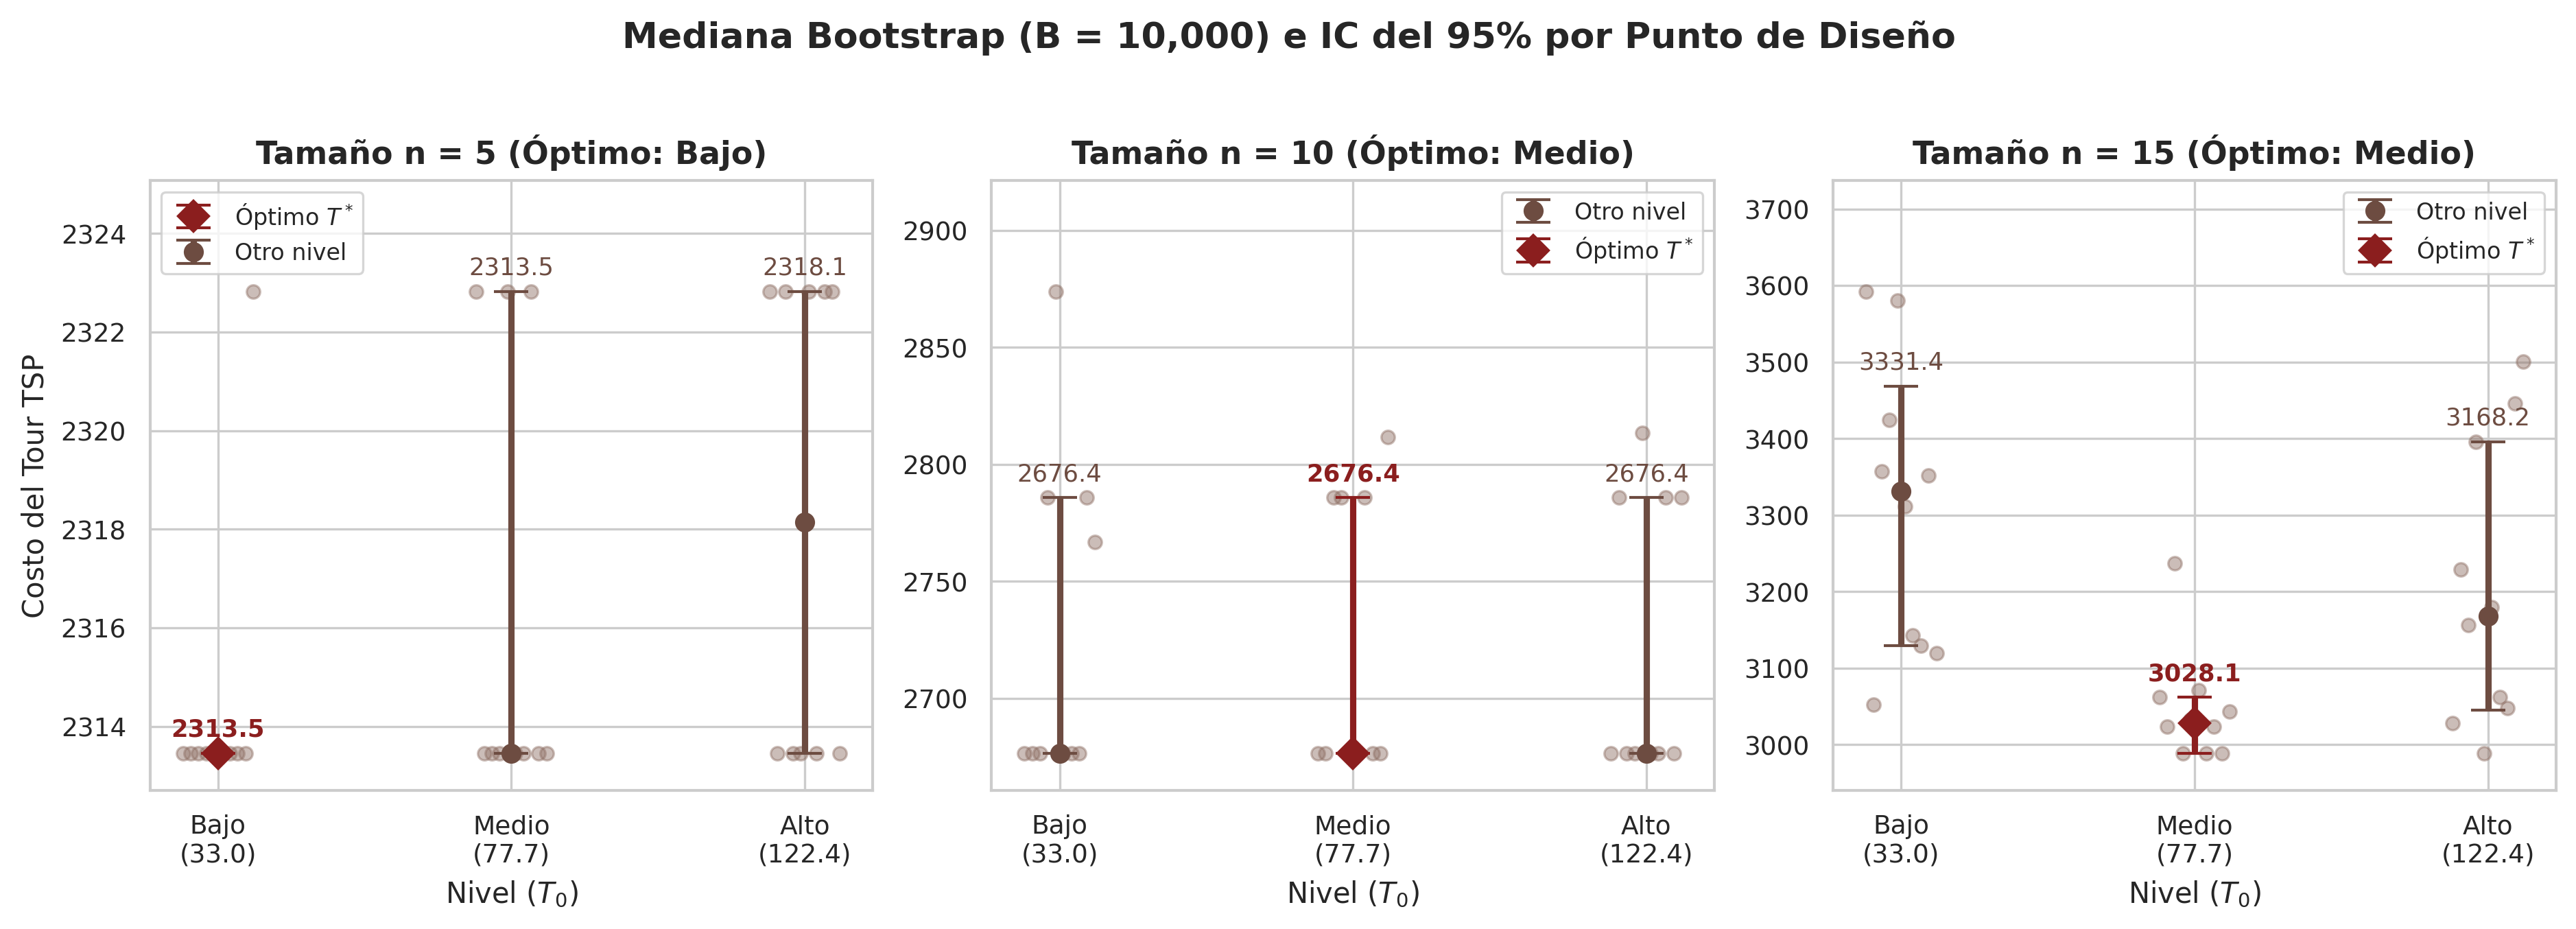 Mediana Bootstrap (B = 10,000) e IC del 95% por Punto de Diseño
Tamaño n = 5 (Óptimo: Bajo)
Costo del Tour TSP
2324
2322
2320
2318
2316
2314
Óptimo T*
Otro nivel
2313.5
2313.5
2318.1
Bajo
(33.0)
Medio
(77.7)
Alto
(122.4)
Nivel (T₀)
Tamaño n = 10 (Óptimo: Medio)
2900
2850
2800
2750
2700
Otro nivel
Óptimo T*
2676.4
2676.4
2676.4
Bajo
(33.0)
Medio
(77.7)
Alto
(122.4)
Nivel (T₀)
Tamaño n = 15 (Óptimo: Medio)
3700
3600
3500
3400
3300
3200
3100
3000
Otro nivel
Óptimo T*
3331.4
3028.1
3168.2
Bajo
(33.0)
Medio
(77.7)
Alto
(122.4)
Nivel (T₀)